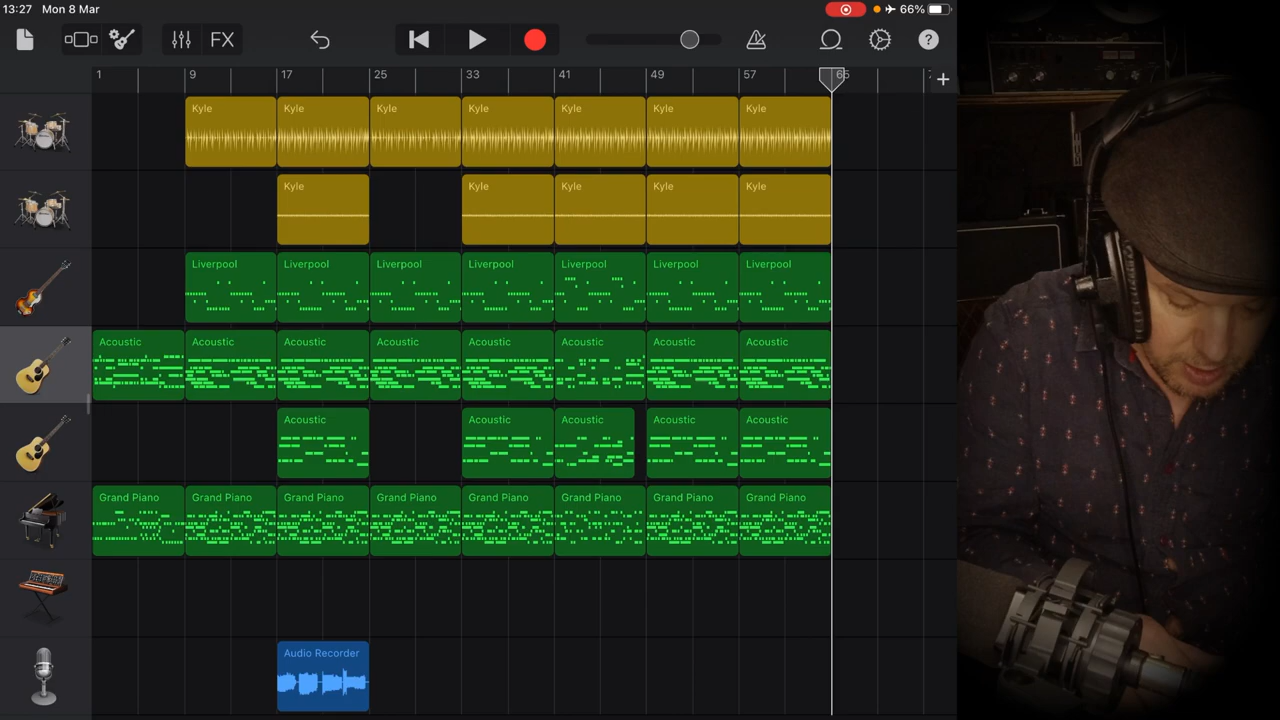 13:27 Mon 8 Mar 66%
FX ?
1 9 17 25 33 41 49 57 65
Kyle Kyle Kyle Kyle Kyle Kyle Kyle
Kyle Kyle Kyle Kyle Kyle
Liverpool Liverpool Liverpool Liverpool Liverpool Liverpool Liverpool
Acoustic Acoustic Acoustic Acoustic Acoustic Acoustic Acoustic Acoustic
Acoustic Acoustic Acoustic Acoustic Acoustic
Grand Piano Grand Piano Grand Piano Grand Piano Grand Piano Grand Piano Grand Piano Grand Piano
Audio Recorder